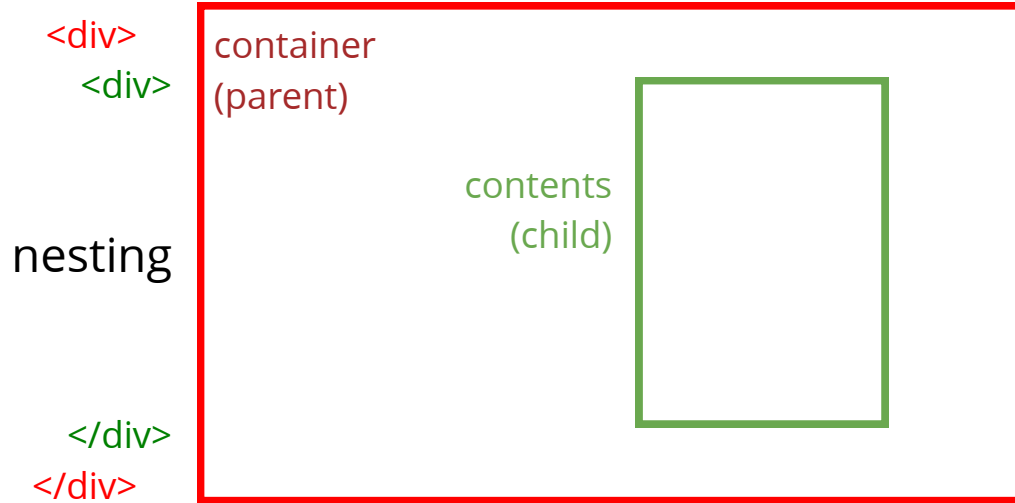 <div>
<div>
container
(parent)
contents
(child)
nesting
</div>
</div>